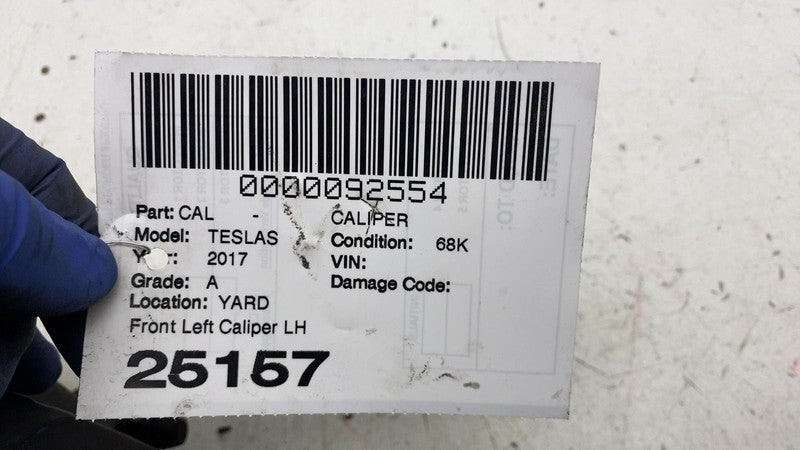 0000092554
Part: CAL - CALIPER
Model: TESLAS Condition: 68K
2017 VIN:
Grade: A Damage Code:
Location: YARD
Front Left Caliper LH
25157